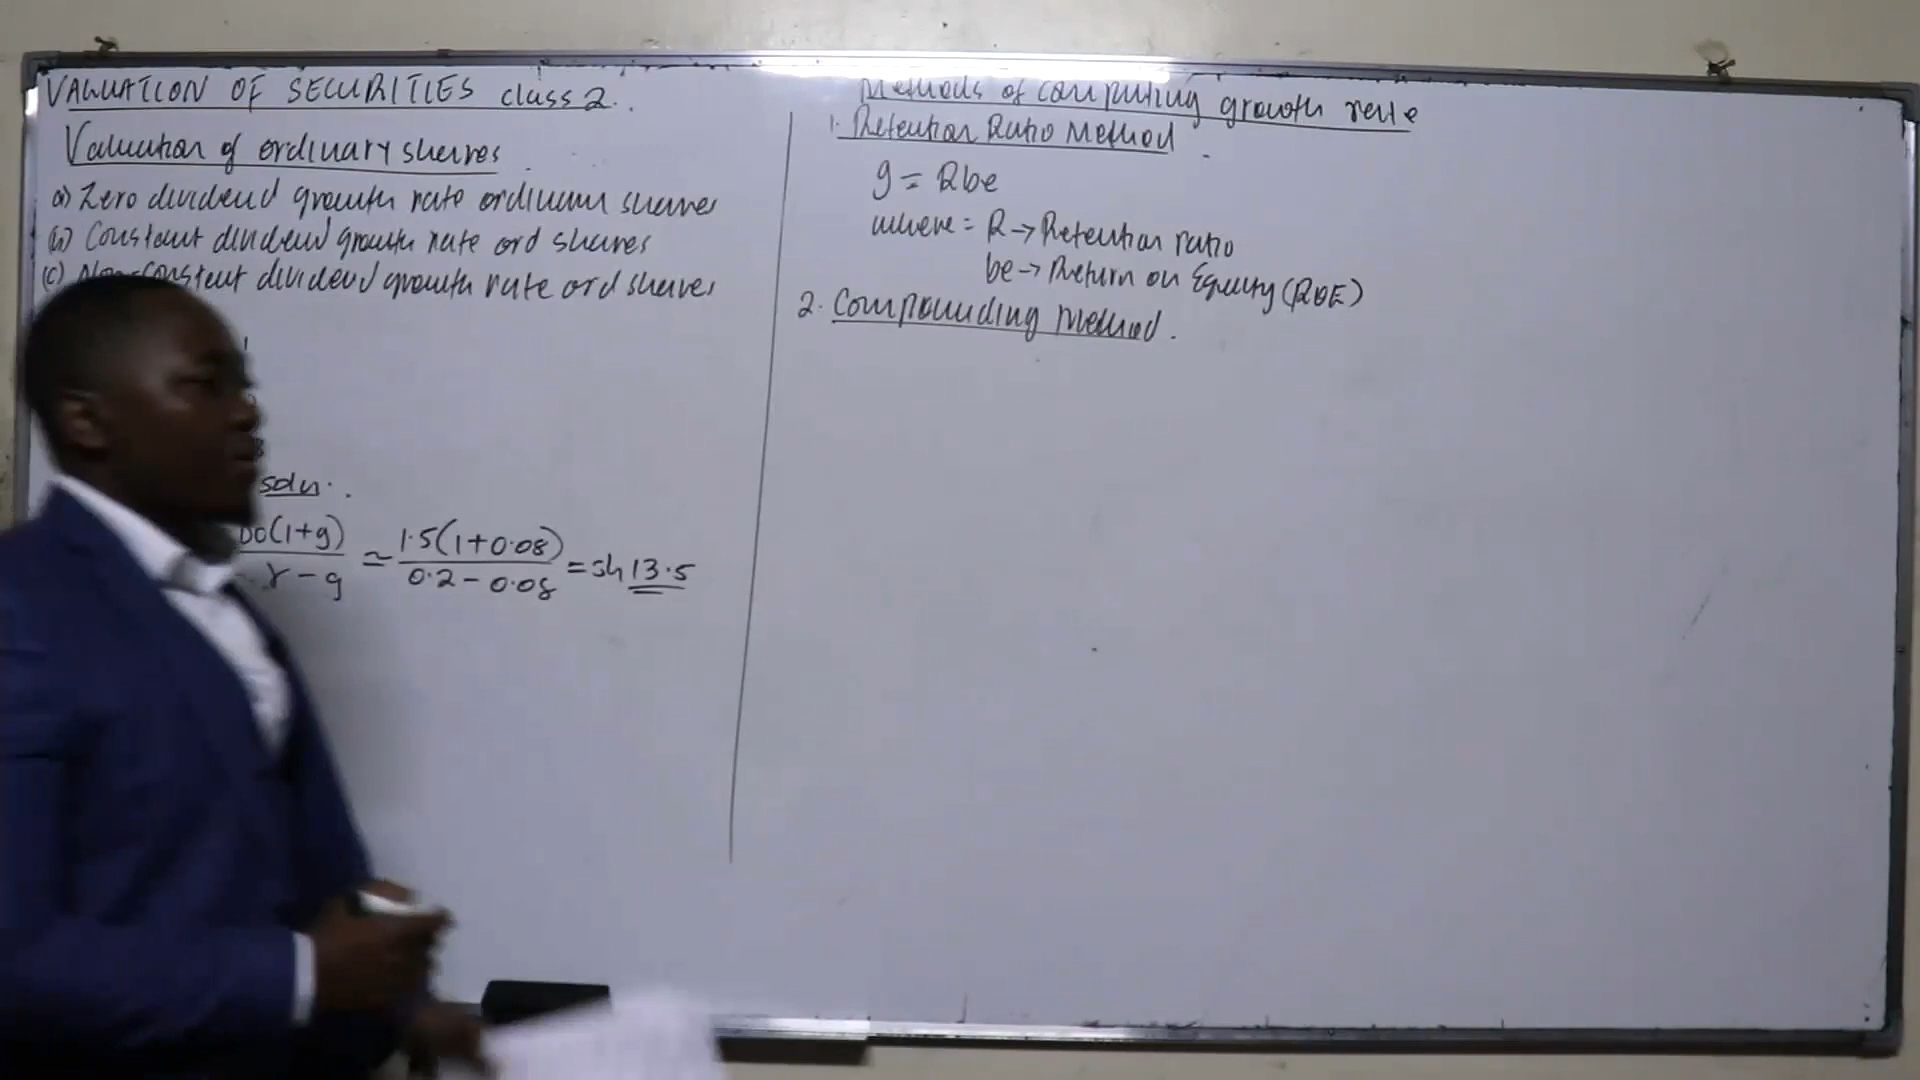 VALUATION OF SECURITIES class 2.
Valuation of ordinary shares
a) Zero dividend growth rate ordinary shares
(b) Constant dividend growth rate ord shares
(c) Non-Constant dividend growth rate ord shares
soln.
D0(1+g) / r - g = 1.5(1+0.08) / 0.2 - 0.08 = sh 13.5
Methods of computing growth rate
1. Retention Ratio Method
g = Rbe
where = R → Retention ratio
be → Return on Equity (ROE)
2. Compounding Method.